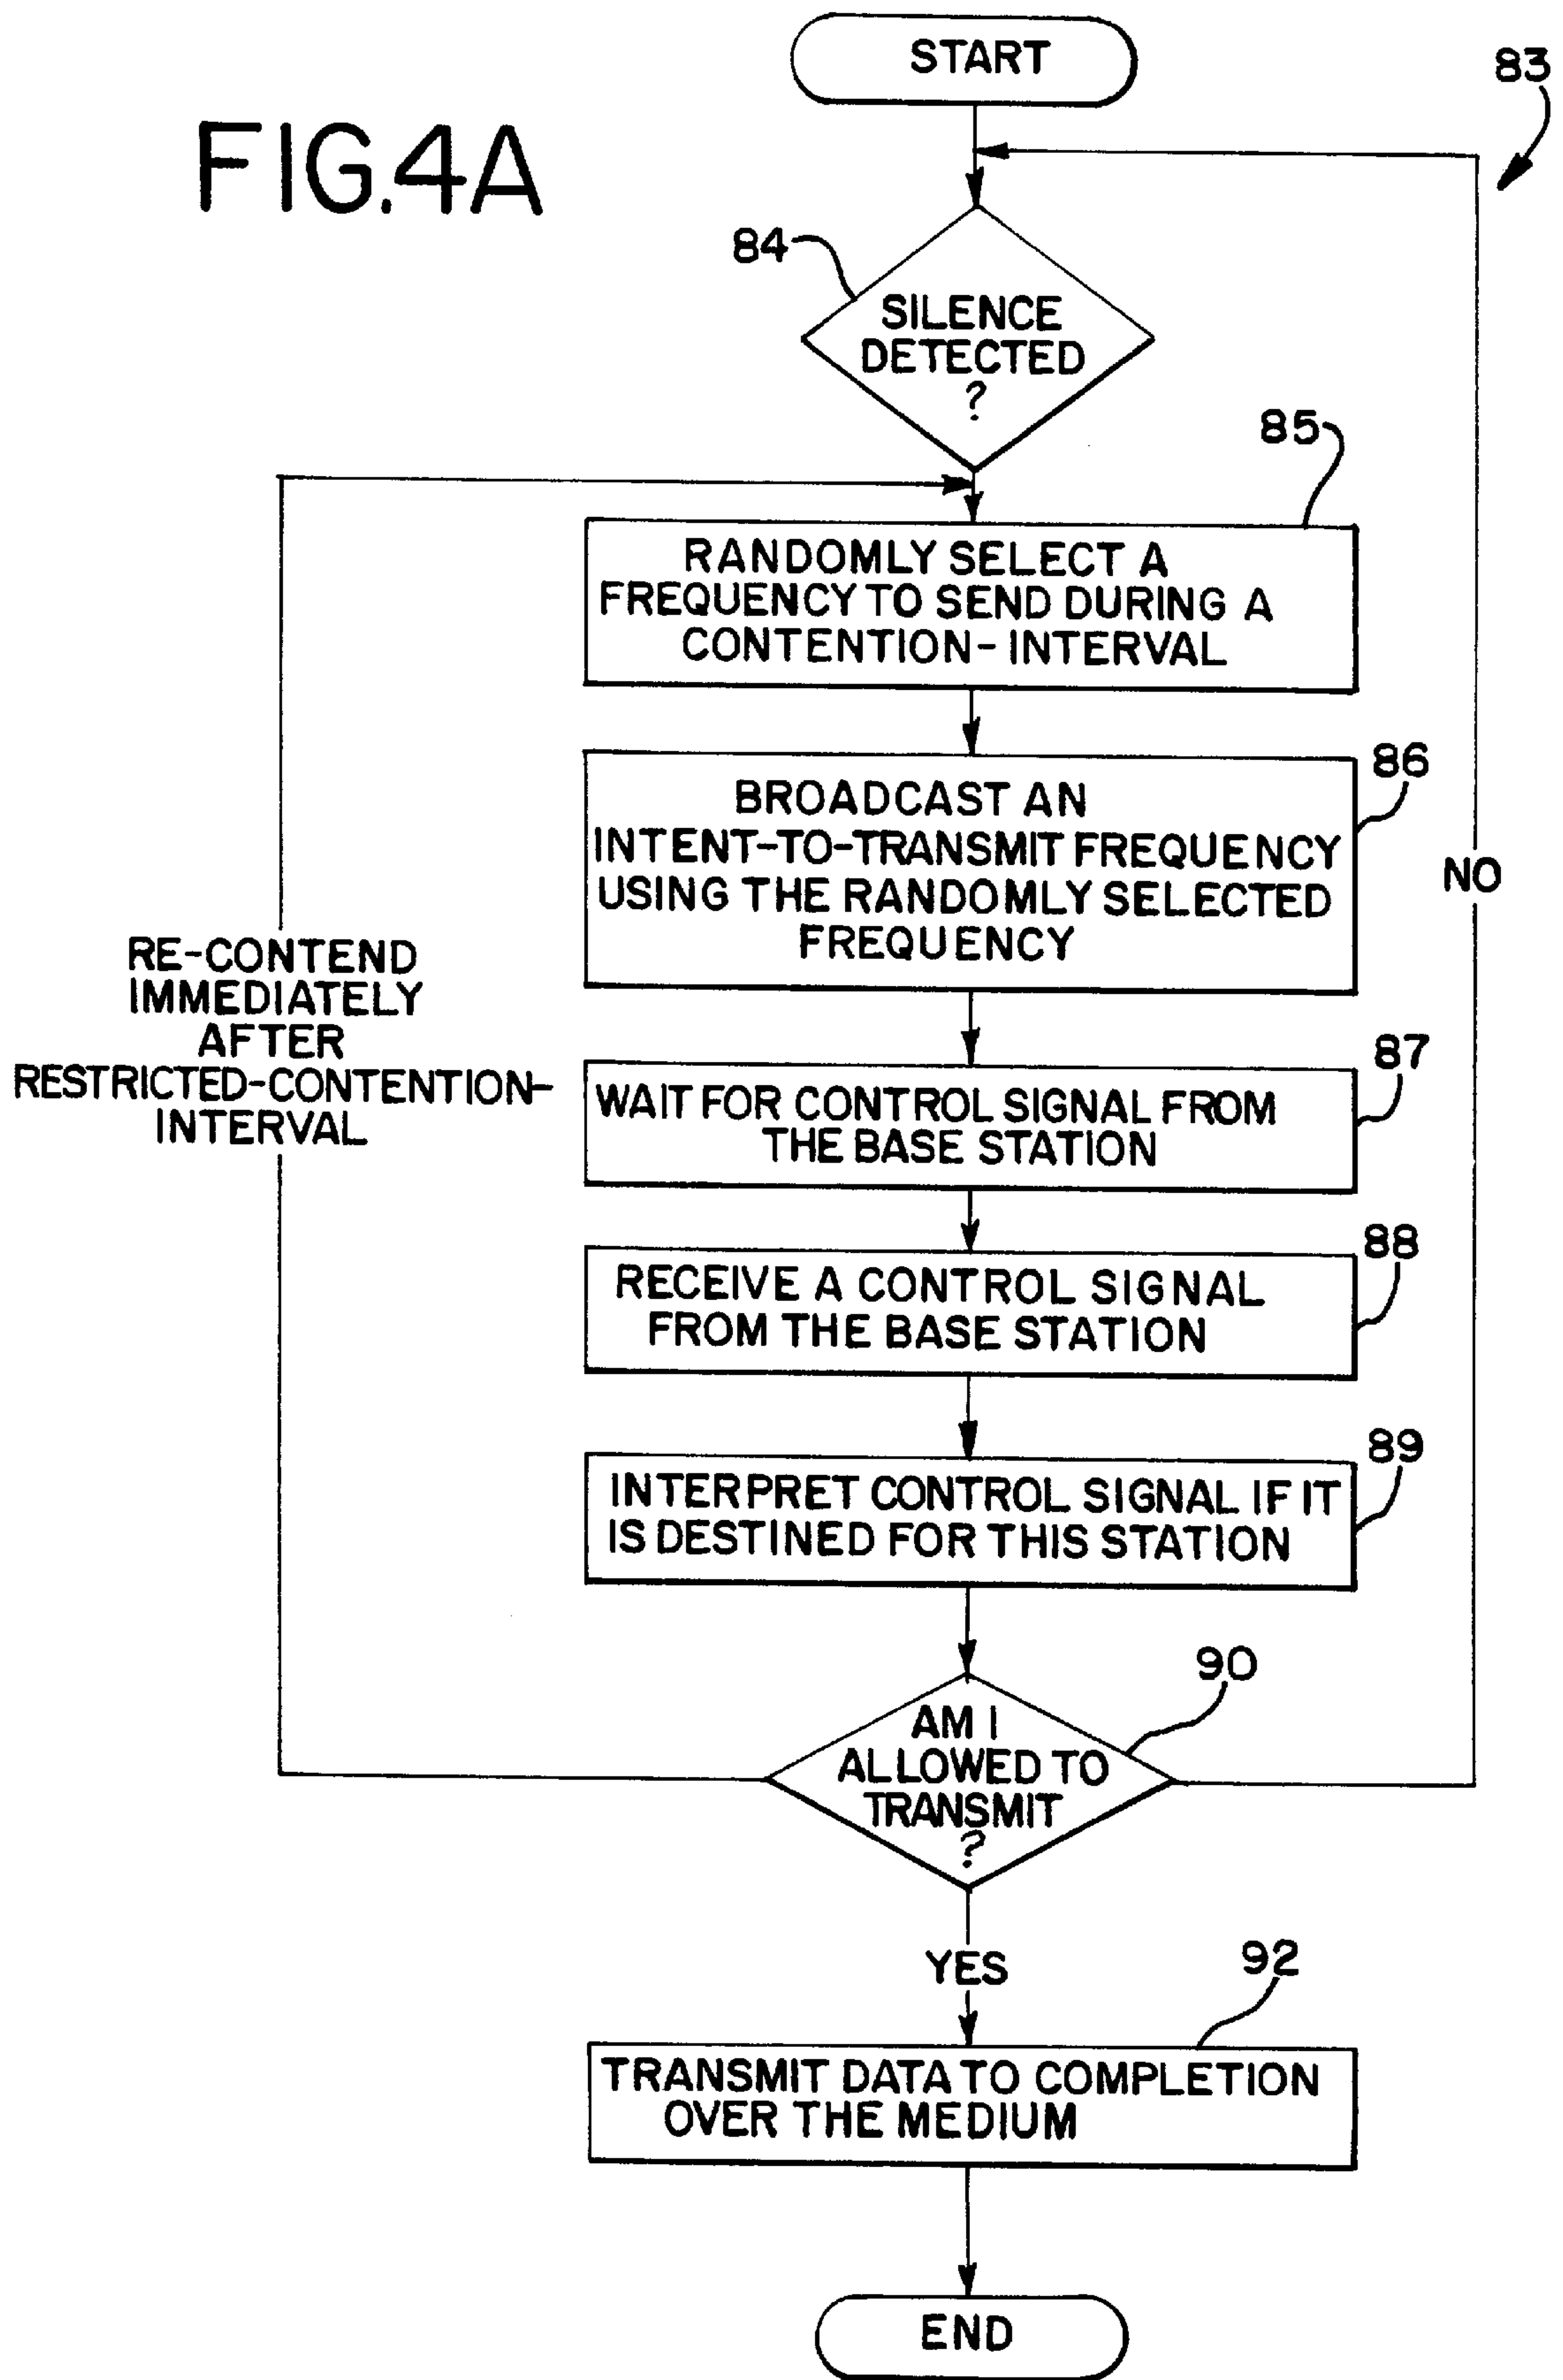 START
83
FIG.4A
84
SILENCE
DETECTED
?
85
RANDOMLY SELECT A
FREQUENCY TO SEND DURING A
CONTENTION-INTERVAL
86
BROADCAST AN
INTENT-TO-TRANSMIT FREQUENCY
USING THE RANDOMLY SELECTED
FREQUENCY
NO
RE-CONTEND
IMMEDIATELY
AFTER
RESTRICTED-CONTENTION-
INTERVAL
87
WAIT FOR CONTROL SIGNAL FROM
THE BASE STATION
88
RECEIVE A CONTROL SIGNAL
FROM THE BASE STATION
89
INTERPRET CONTROL SIGNAL IF IT
IS DESTINED FOR THIS STATION
90
AM I
ALLOWED TO
TRANSMIT
?
YES
92
TRANSMIT DATA TO COMPLETION
OVER THE MEDIUM
END